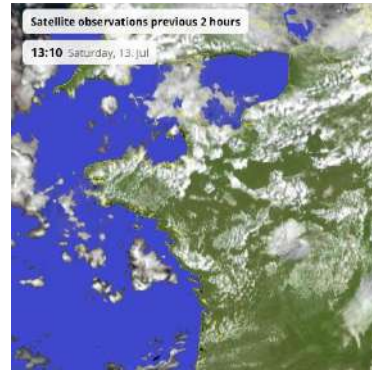 Satellite observations previous 2 hours
13:10 Saturday, 13. Jul